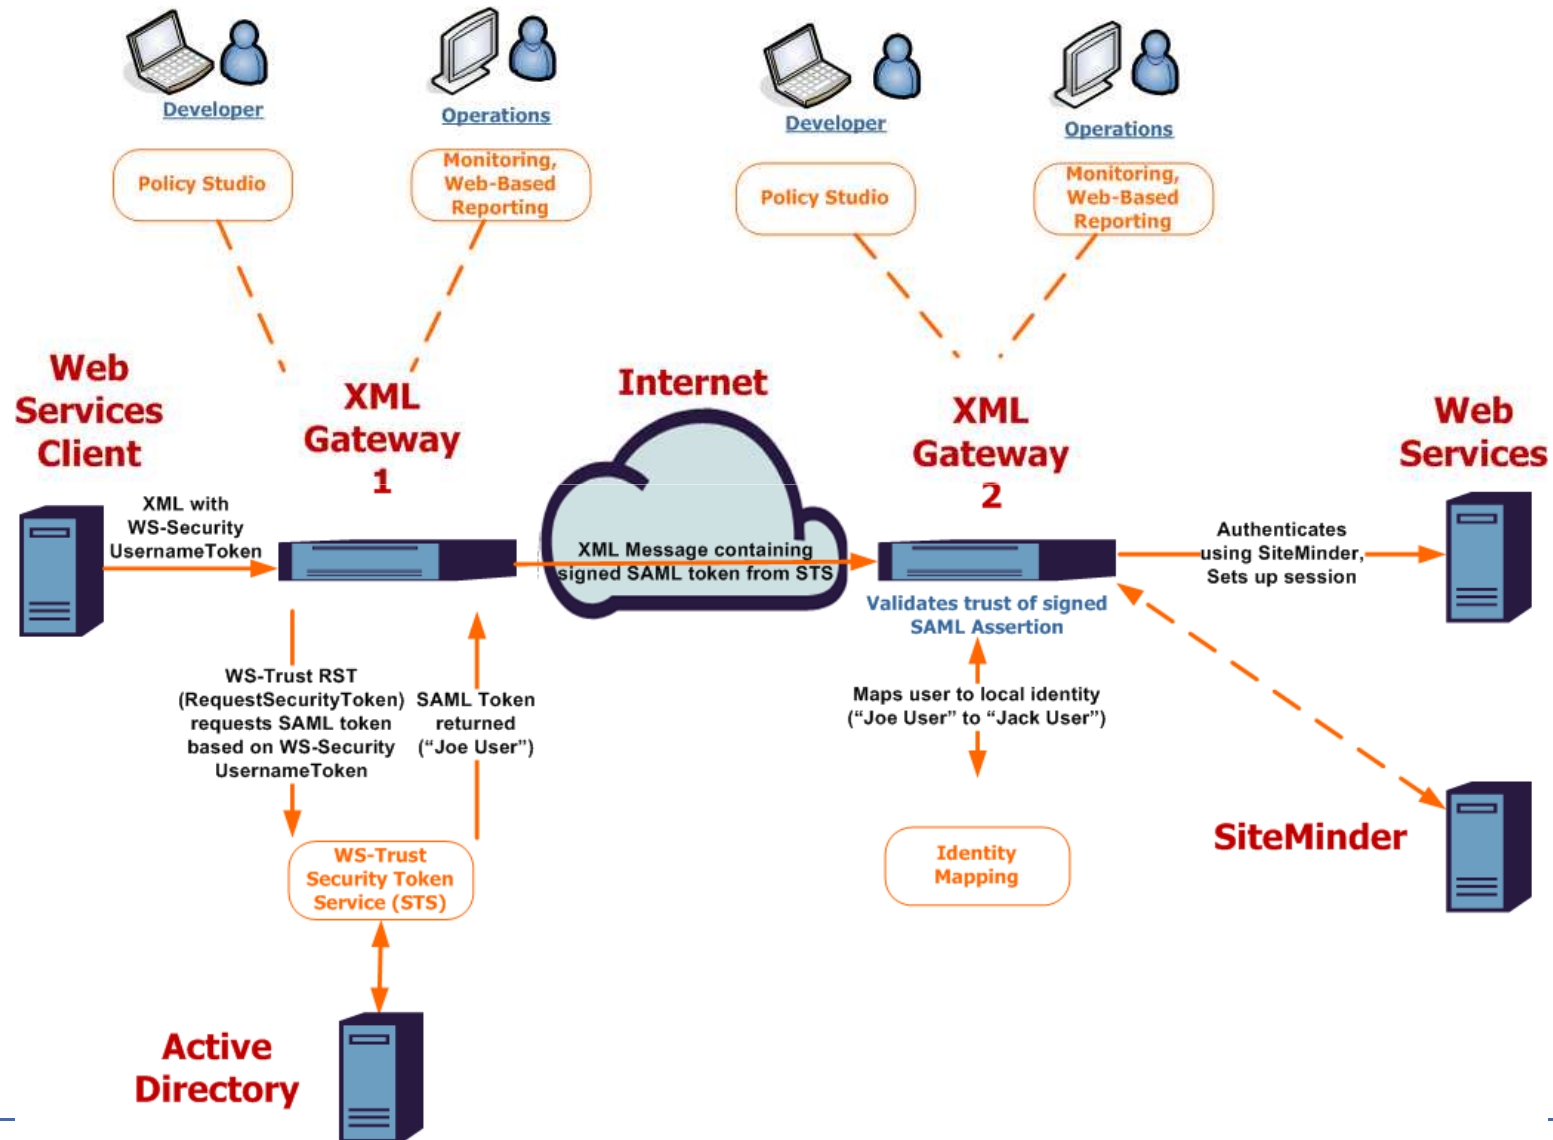 Developer
Operations
Developer
Operations
Policy Studio
Monitoring,
Web-Based
Reporting
Policy Studio
Monitoring,
Web-Based
Reporting
Web
Services
Client
XML
Gateway
1
Internet
XML
Gateway
2
Web
Services
XML with
WS-Security
UsernameToken
XML Message containing
signed SAML token from STS
Authenticates
using SiteMinder,
Sets up session
Validates trust of signed
SAML Assertion
WS-Trust RST
(RequestSecurityToken)
requests SAML token
based on WS-Security
UsernameToken
SAML Token
returned
(“Joe User”)
Maps user to local identity
(“Joe User” to “Jack User”)
WS-Trust
Security Token
Service (STS)
Identity
Mapping
SiteMinder
Active
Directory